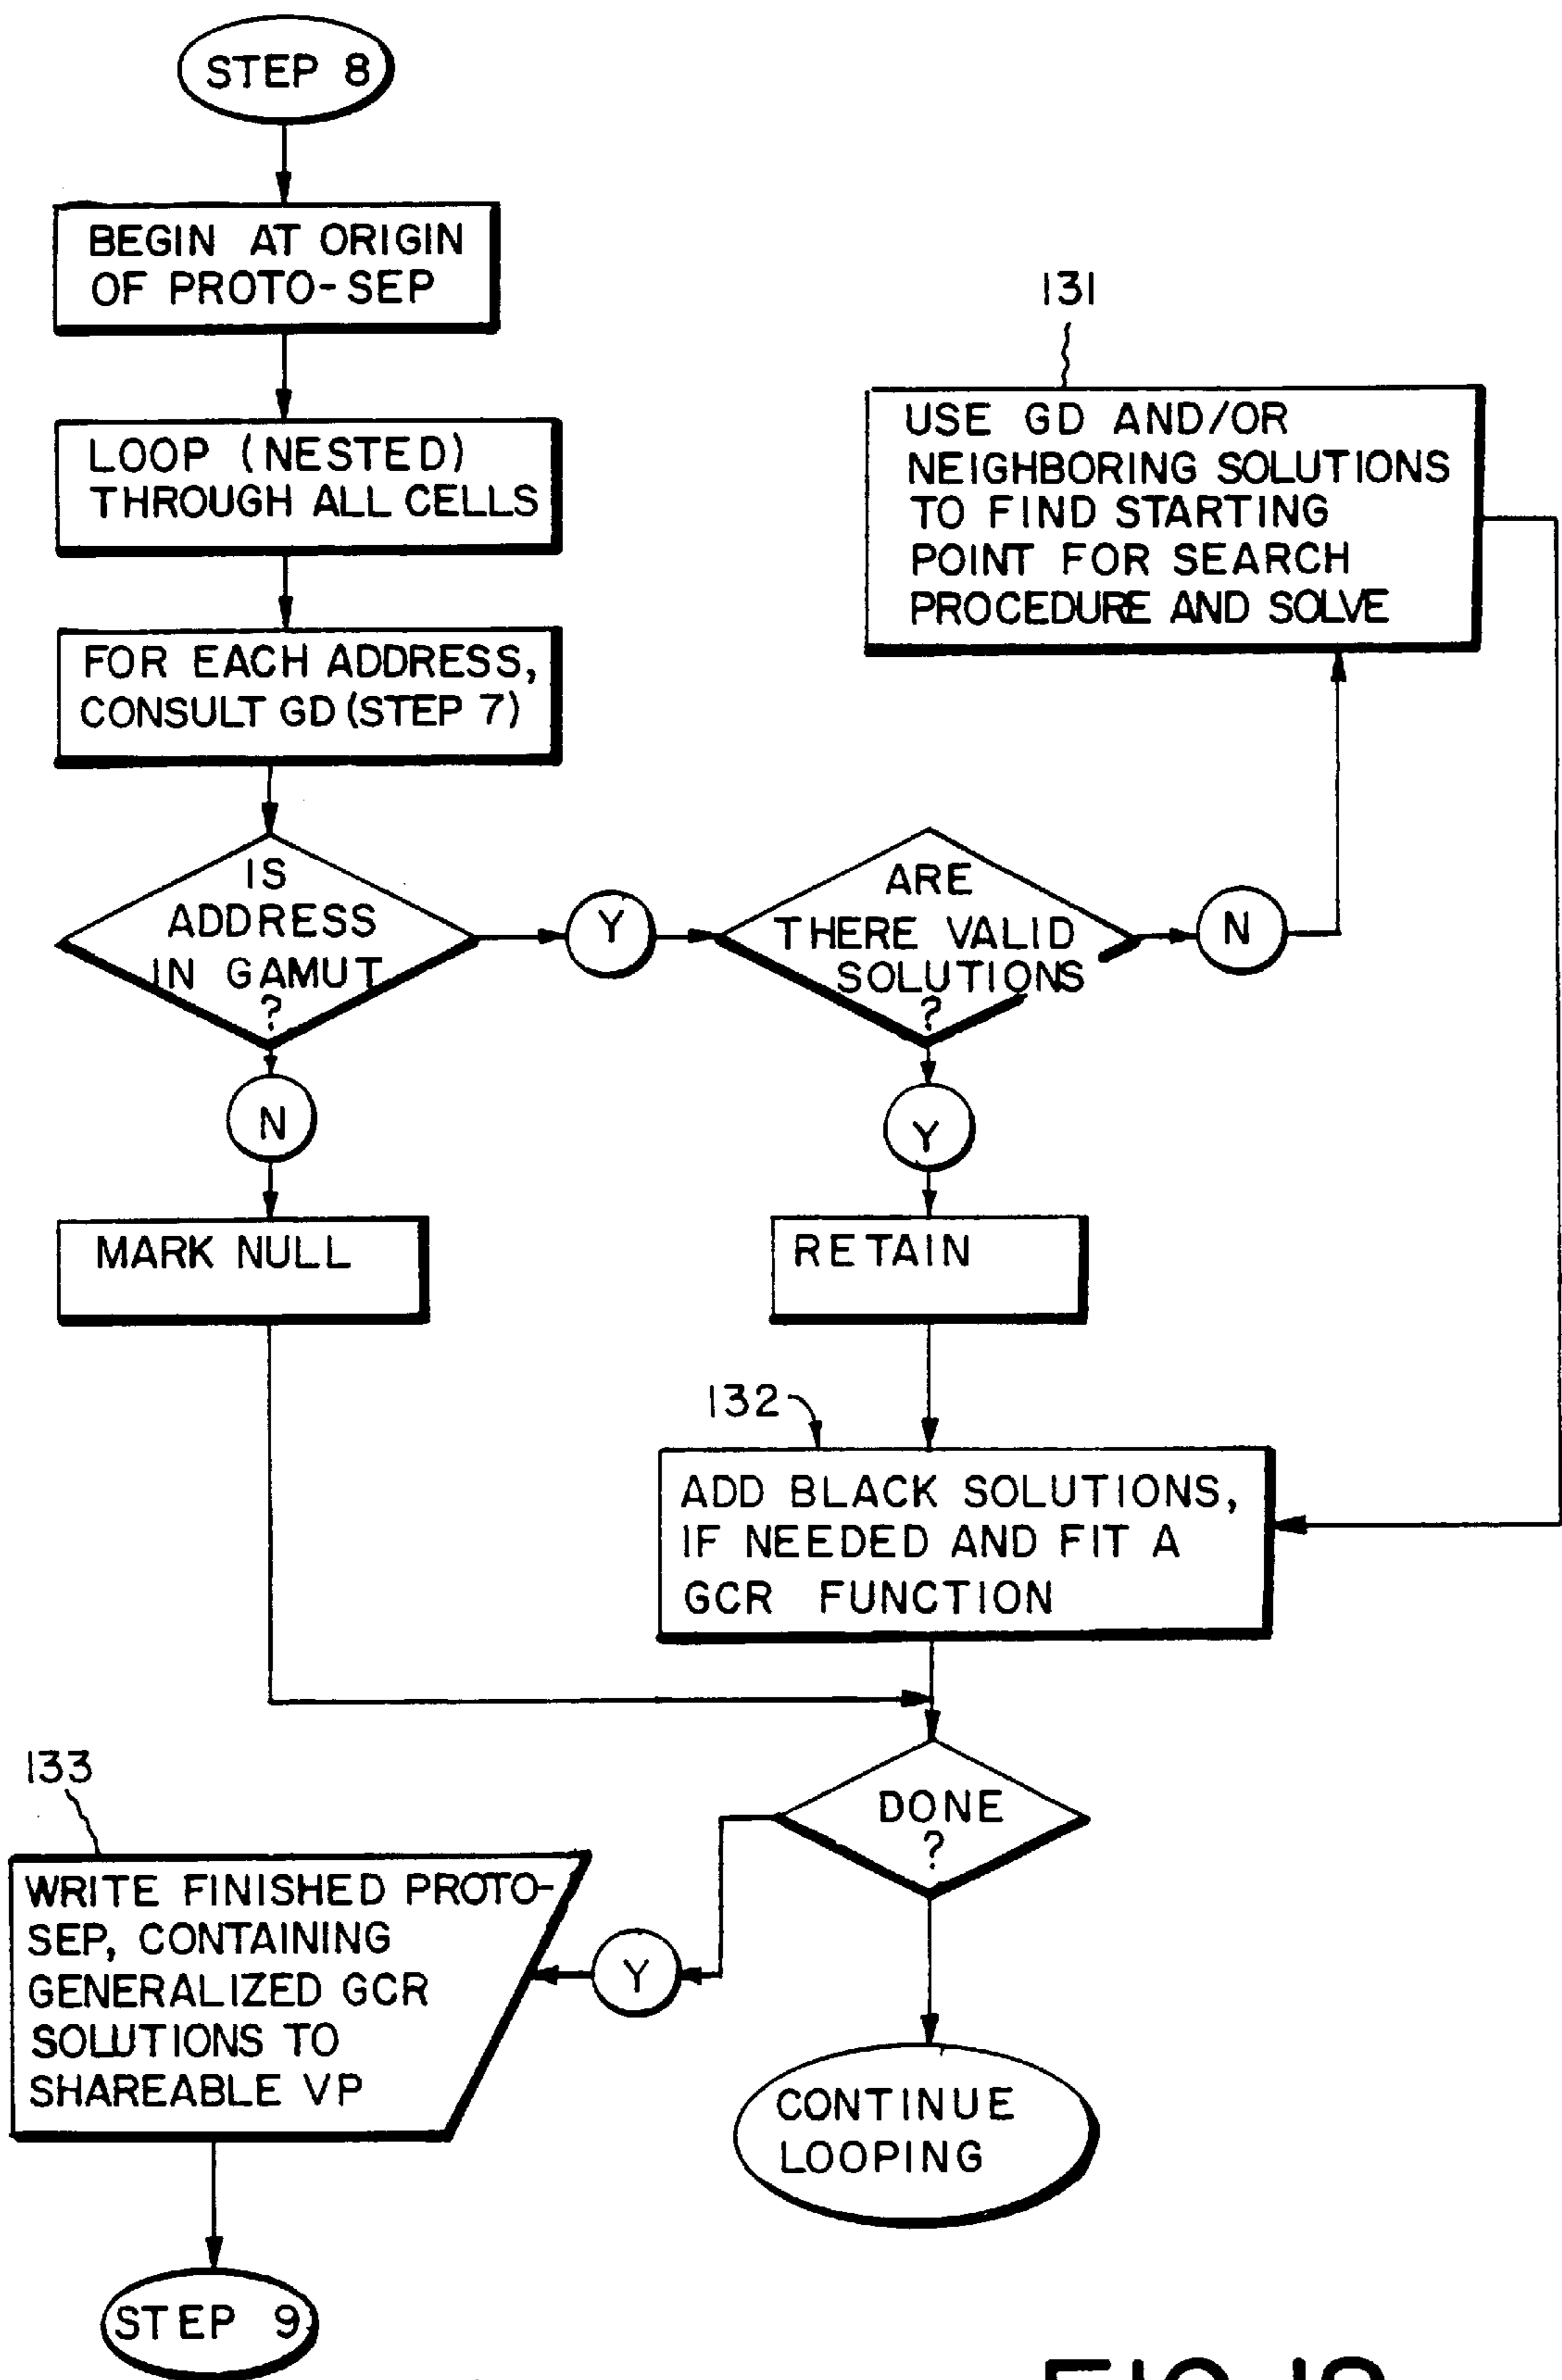 STEP 8
BEGIN AT ORIGIN
OF PROTO-SEP
LOOP (NESTED)
THROUGH ALL CELLS
131
USE GD AND/OR
NEIGHBORING SOLUTIONS
TO FIND STARTING
POINT FOR SEARCH
PROCEDURE AND SOLVE
FOR EACH ADDRESS,
CONSULT GD (STEP 7)
IS
ADDRESS
IN GAMUT
?
Y
ARE
THERE VALID
SOLUTIONS
?
N
N
Y
MARK NULL
RETAIN
132
ADD BLACK SOLUTIONS,
IF NEEDED AND FIT A
GCR FUNCTION
DONE
?
133
WRITE FINISHED PROTO-
SEP, CONTAINING
GENERALIZED GCR
SOLUTIONS TO
SHAREABLE VP
Y
CONTINUE
LOOPING
STEP 9